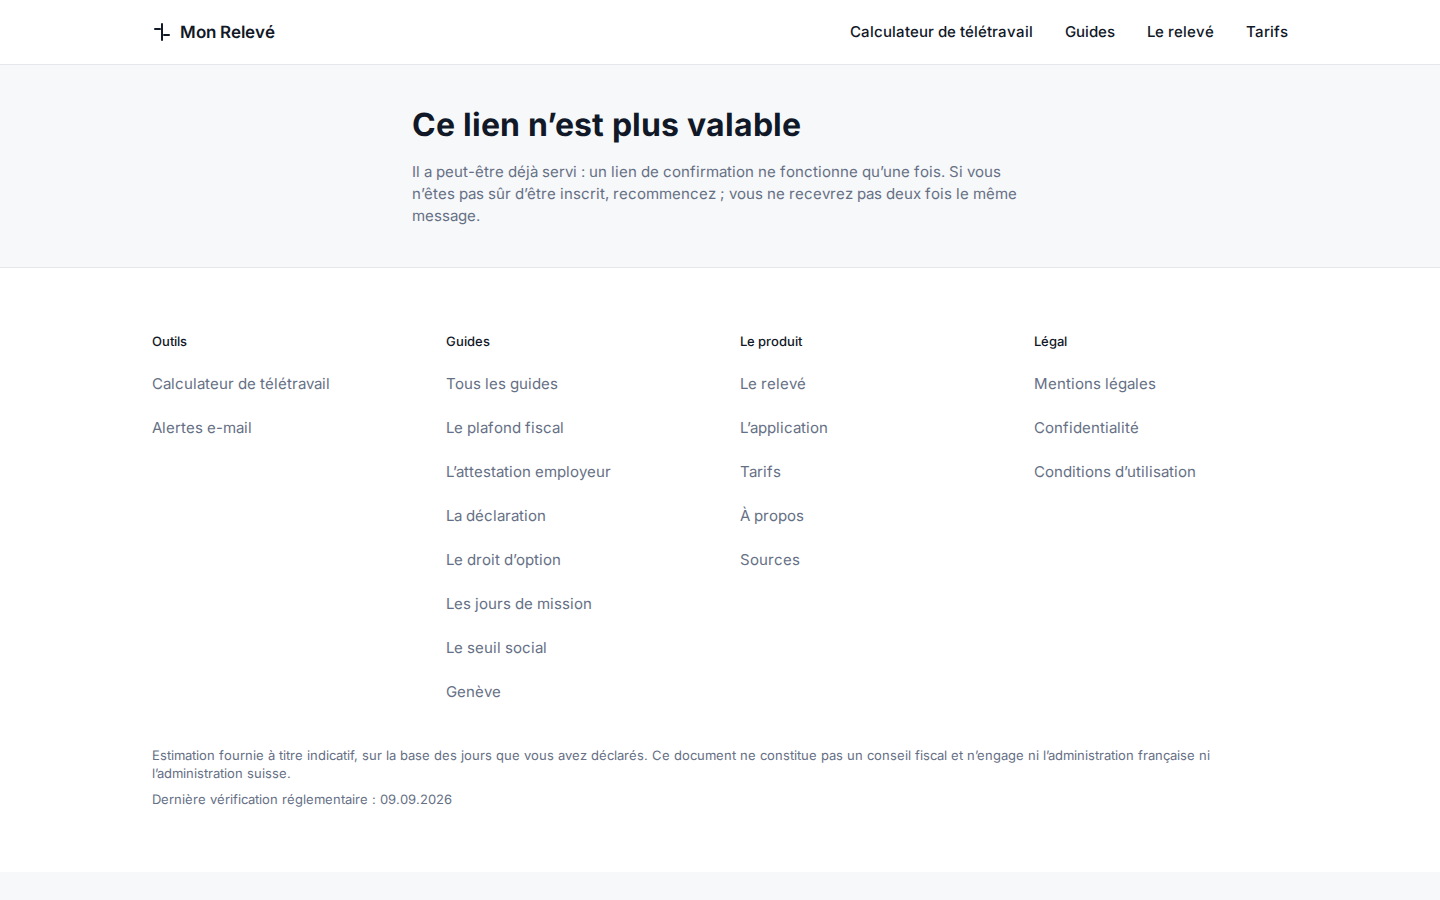 Mon Relevé
Calculateur de télétravail
Guides
Le relevé
Tarifs
Ce lien n’est plus valable
Il a peut-être déjà servi : un lien de confirmation ne fonctionne qu’une fois. Si vous
n’êtes pas sûr d’être inscrit, recommencez ; vous ne recevrez pas deux fois le même
message.
Outils
Calculateur de télétravail
Alertes e-mail
Guides
Tous les guides
Le plafond fiscal
L’attestation employeur
La déclaration
Le droit d’option
Les jours de mission
Le seuil social
Genève
Le produit
Le relevé
L’application
Tarifs
À propos
Sources
Légal
Mentions légales
Confidentialité
Conditions d’utilisation
Estimation fournie à titre indicatif, sur la base des jours que vous avez déclarés. Ce document ne constitue pas un conseil fiscal et n’engage ni l’administration française ni
l’administration suisse.
Dernière vérification réglementaire : 09.09.2026